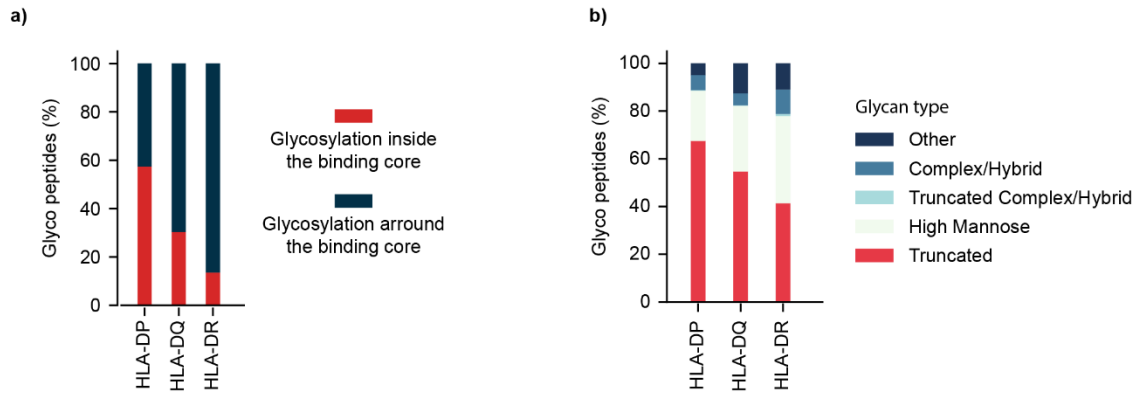 a)
Glyco peptides (%)
100
80
60
40
20
0
HLA-DP
HLA-DQ
HLA-DR
Glycosylation inside
the binding core
Glycosylation arround
the binding core
b)
Glyco peptides (%)
100
80
60
40
20
0
HLA-DP
HLA-DQ
HLA-DR
Glycan type
Other
Complex/Hybrid
Truncated Complex/Hybrid
High Mannose
Truncated